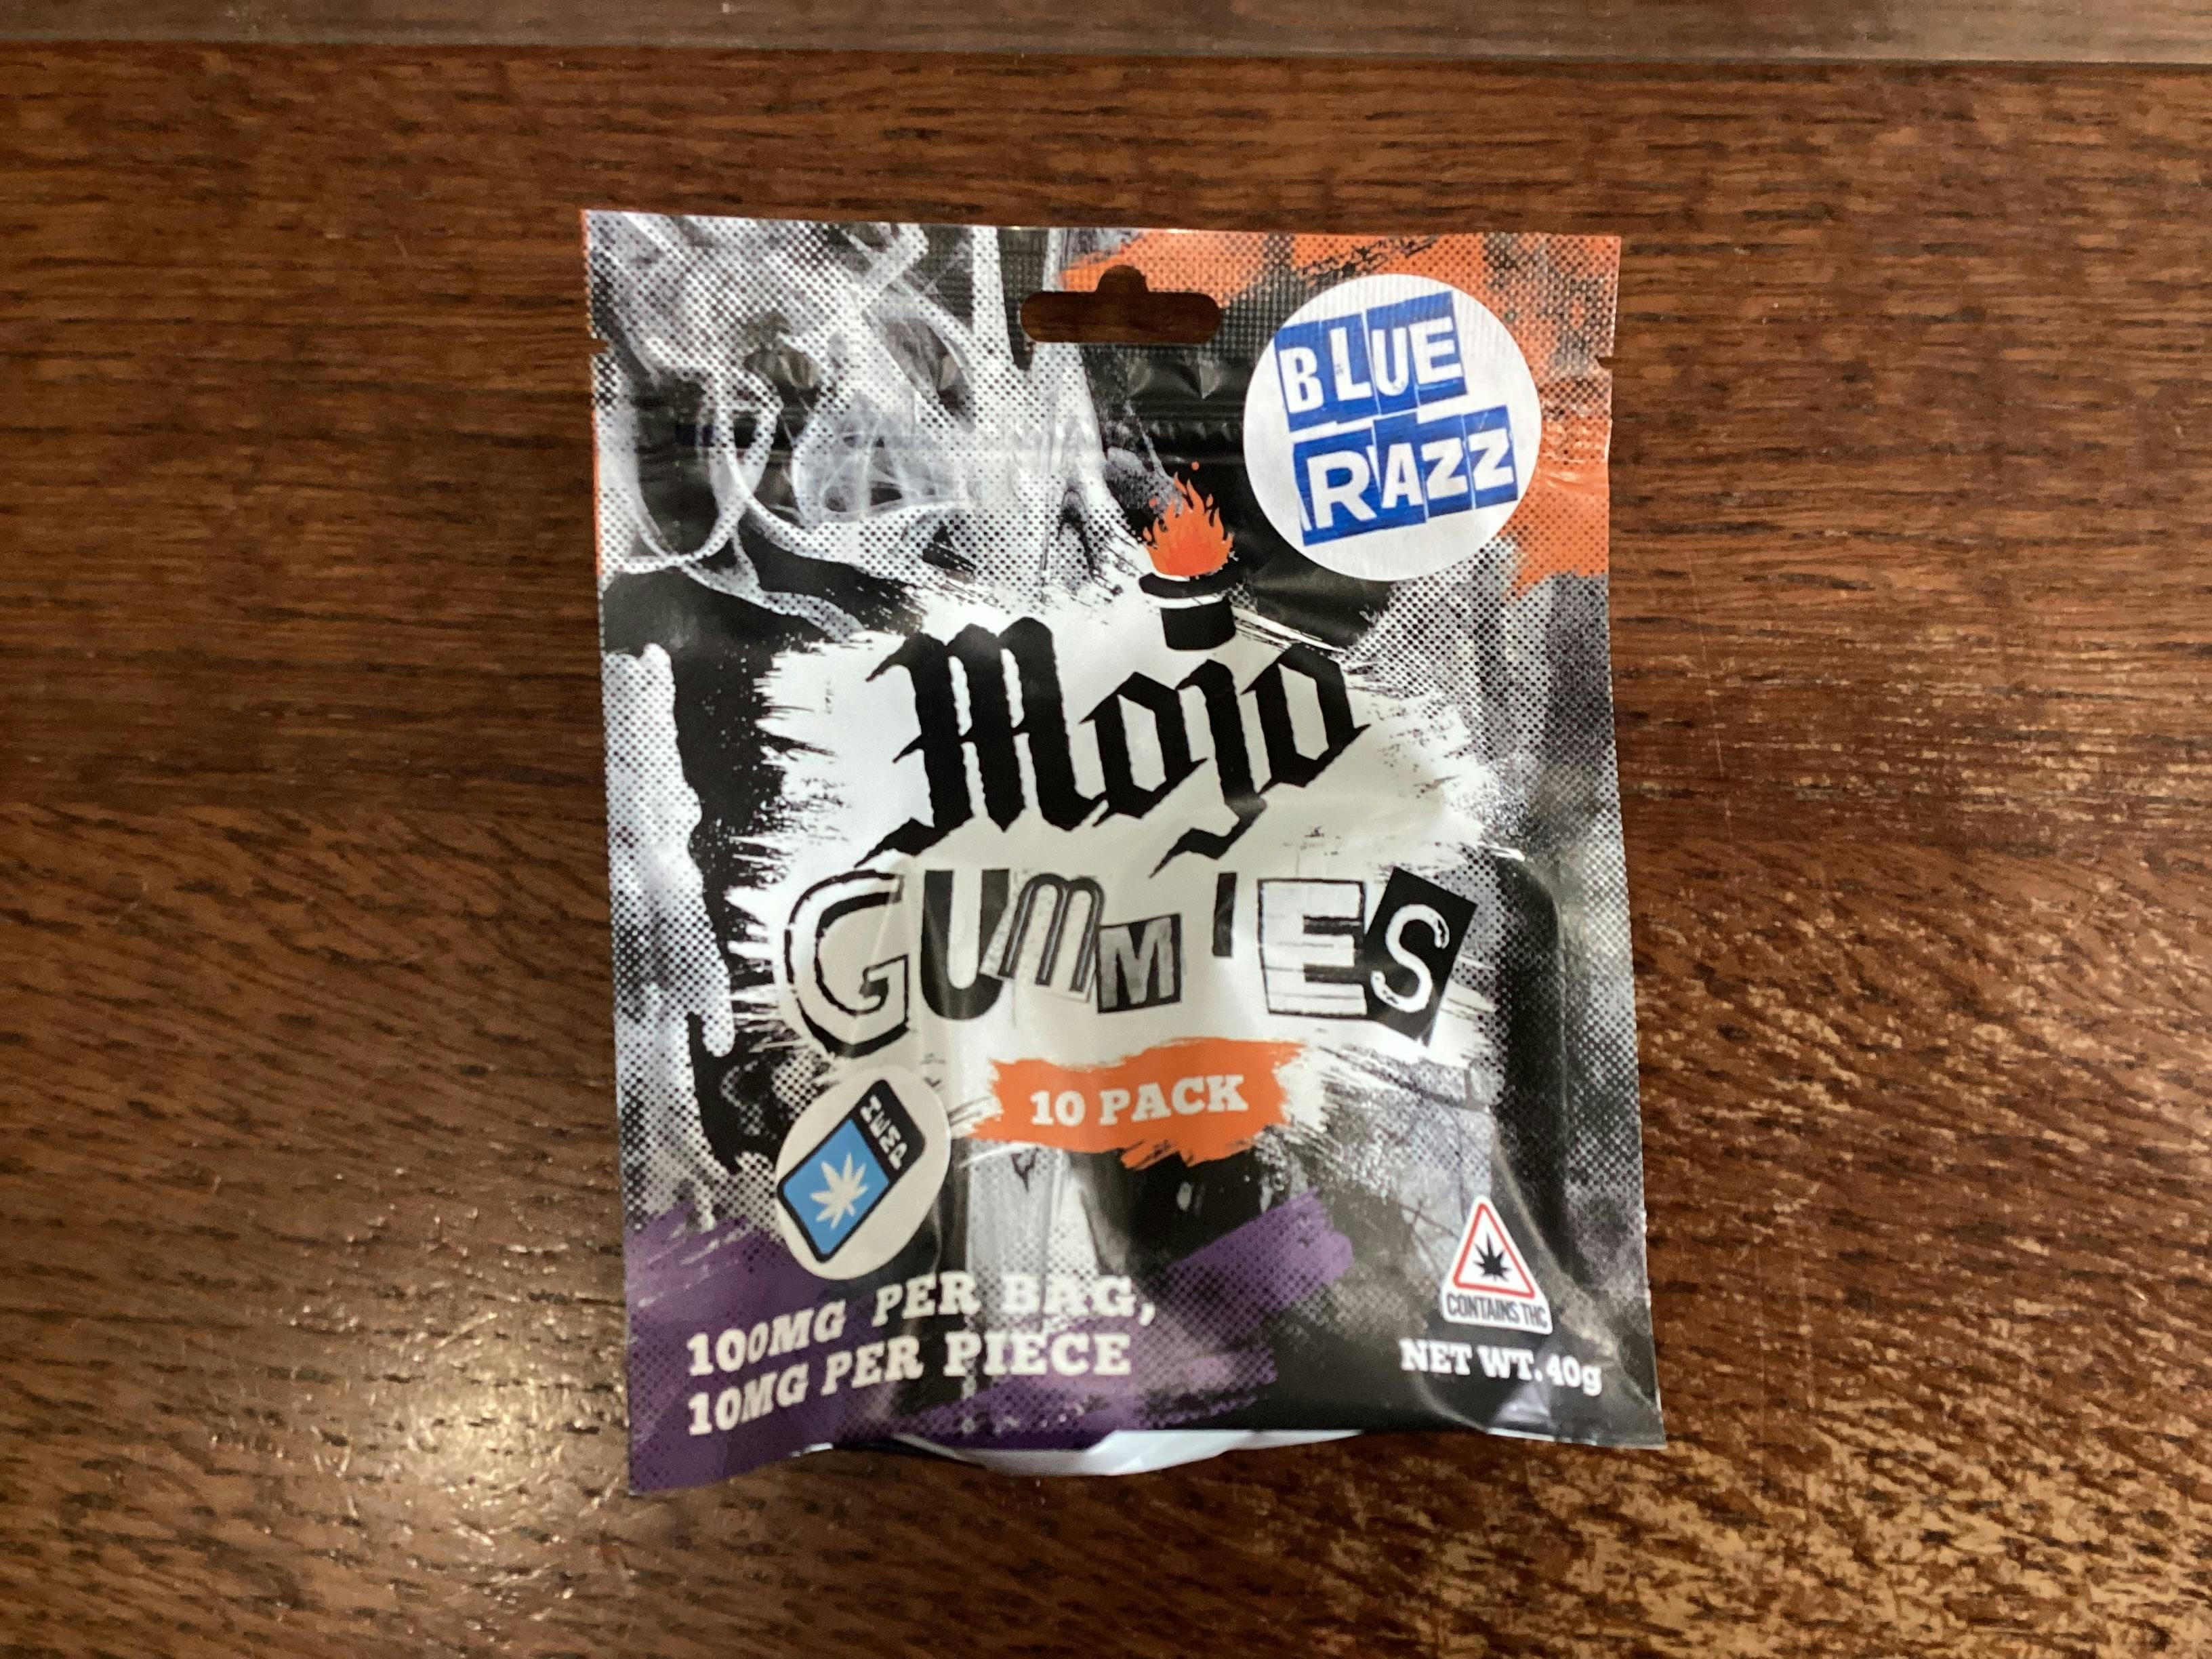 BLUE
RAZZ
Mojo
GUMMIES
10 PACK
HEMP
100MG PER BAG,
10MG PER PIECE
CONTAINS THC
NET WT. 40g